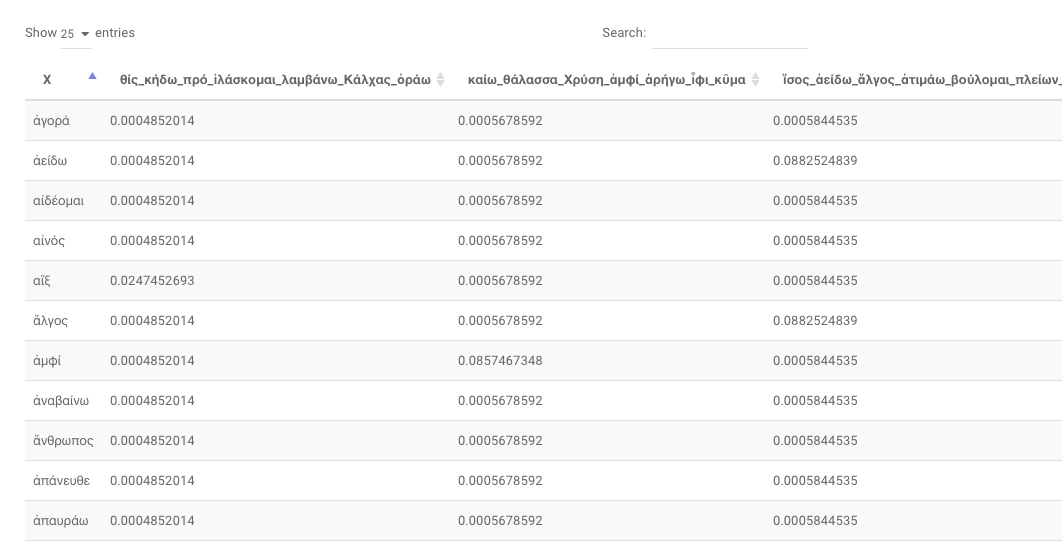 Show 25 entries Search:
X θίς_κήδω_πρό_ἱλάσκομαι_λαμβάνω_Κάλχας_ὁράω καίω_θάλασσα_Χρύση_ἀμφί_ἀρήγω_ἶφι_κῦμα ἴσος_ἀείδω_ἄλγος_ἀτιμάω_βούλομαι_πλείων_
ἀγορά 0.0004852014 0.0005678592 0.0005844535
ἀείδω 0.0004852014 0.0005678592 0.0882524839
αἰδέομαι 0.0004852014 0.0005678592 0.0005844535
αἰνός 0.0004852014 0.0005678592 0.0005844535
αἴξ 0.0247452693 0.0005678592 0.0005844535
ἄλγος 0.0004852014 0.0005678592 0.0882524839
ἀμφί 0.0004852014 0.0857467348 0.0005844535
ἀναβαίνω 0.0004852014 0.0005678592 0.0005844535
ἄνθρωπος 0.0004852014 0.0005678592 0.0005844535
ἀπάνευθε 0.0004852014 0.0005678592 0.0005844535
ἀπαυράω 0.0004852014 0.0005678592 0.0005844535